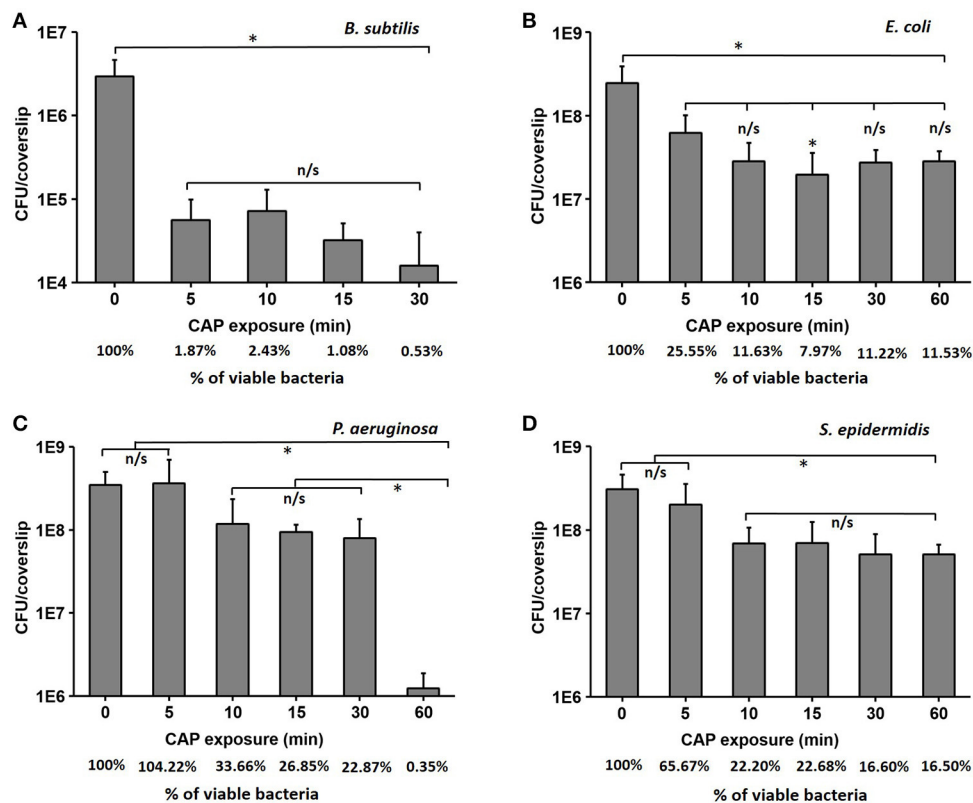 A
B. subtilis
*
n/s
1E7
1E6
1E5
1E4
CFU/coverslip
0 5 10 15 30
CAP exposure (min)
100% 1.87% 2.43% 1.08% 0.53%
% of viable bacteria
B
E. coli
*
n/s * n/s n/s
1E9
1E8
1E7
1E6
CFU/coverslip
0 5 10 15 30 60
CAP exposure (min)
100% 25.55% 11.63% 7.97% 11.22% 11.53%
% of viable bacteria
C
P. aeruginosa
n/s *
n/s *
1E9
1E8
1E7
1E6
CFU/coverslip
0 5 10 15 30 60
CAP exposure (min)
100% 104.22% 33.66% 26.85% 22.87% 0.35%
% of viable bacteria
D
S. epidermidis
n/s *
n/s
1E9
1E8
1E7
1E6
CFU/coverslip
0 5 10 15 30 60
CAP exposure (min)
100% 65.67% 22.20% 22.68% 16.60% 16.50%
% of viable bacteria